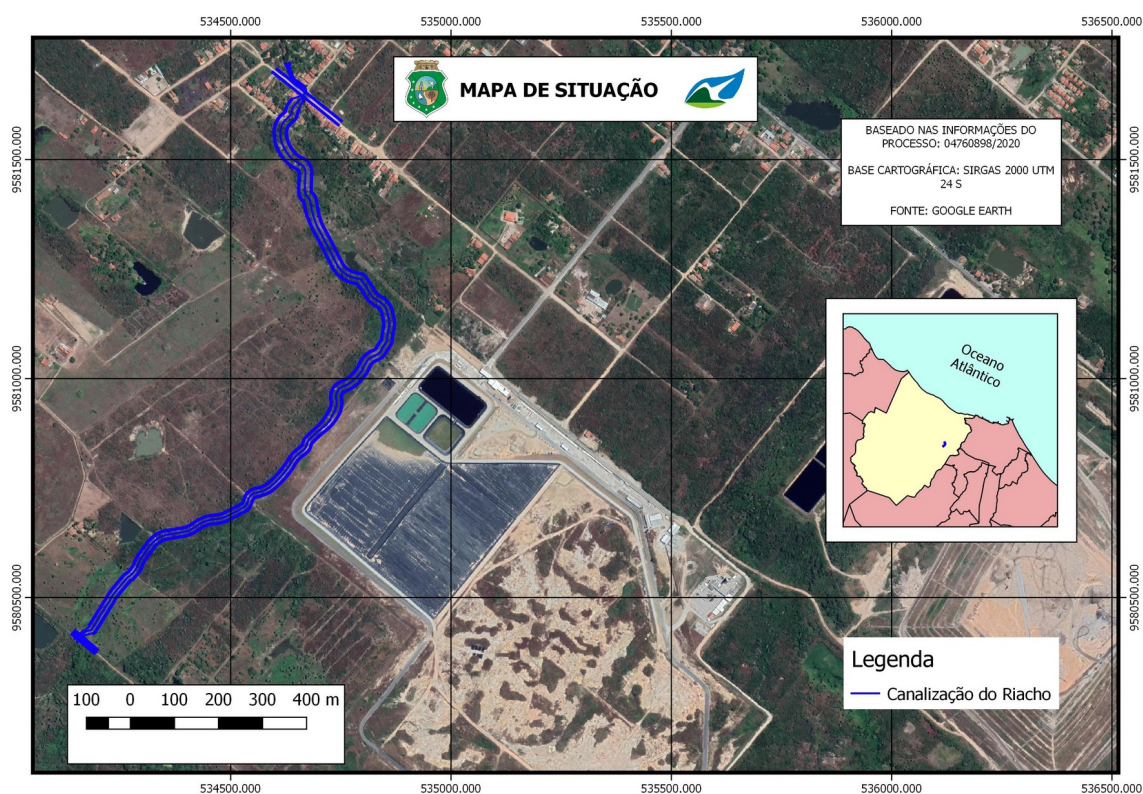 534500.000 535000.000 535500.000 536000.000 536500.000
MAPA DE SITUAÇÃO
BASEADO NAS INFORMAÇÕES DO
PROCESSO: 04760898/2020
BASE CARTOGRÁFICA: SIRGAS 2000 UTM
24 S
FONTE: GOOGLE EARTH
9581500.000 9581500.000
Oceano
Atlântico
9581000.000 9581000.000
9580500.000 9580500.000
Legenda
Canalização do Riacho
100 0 100 200 300 400 m
534500.000 535000.000 535500.000 536000.000 536500.000